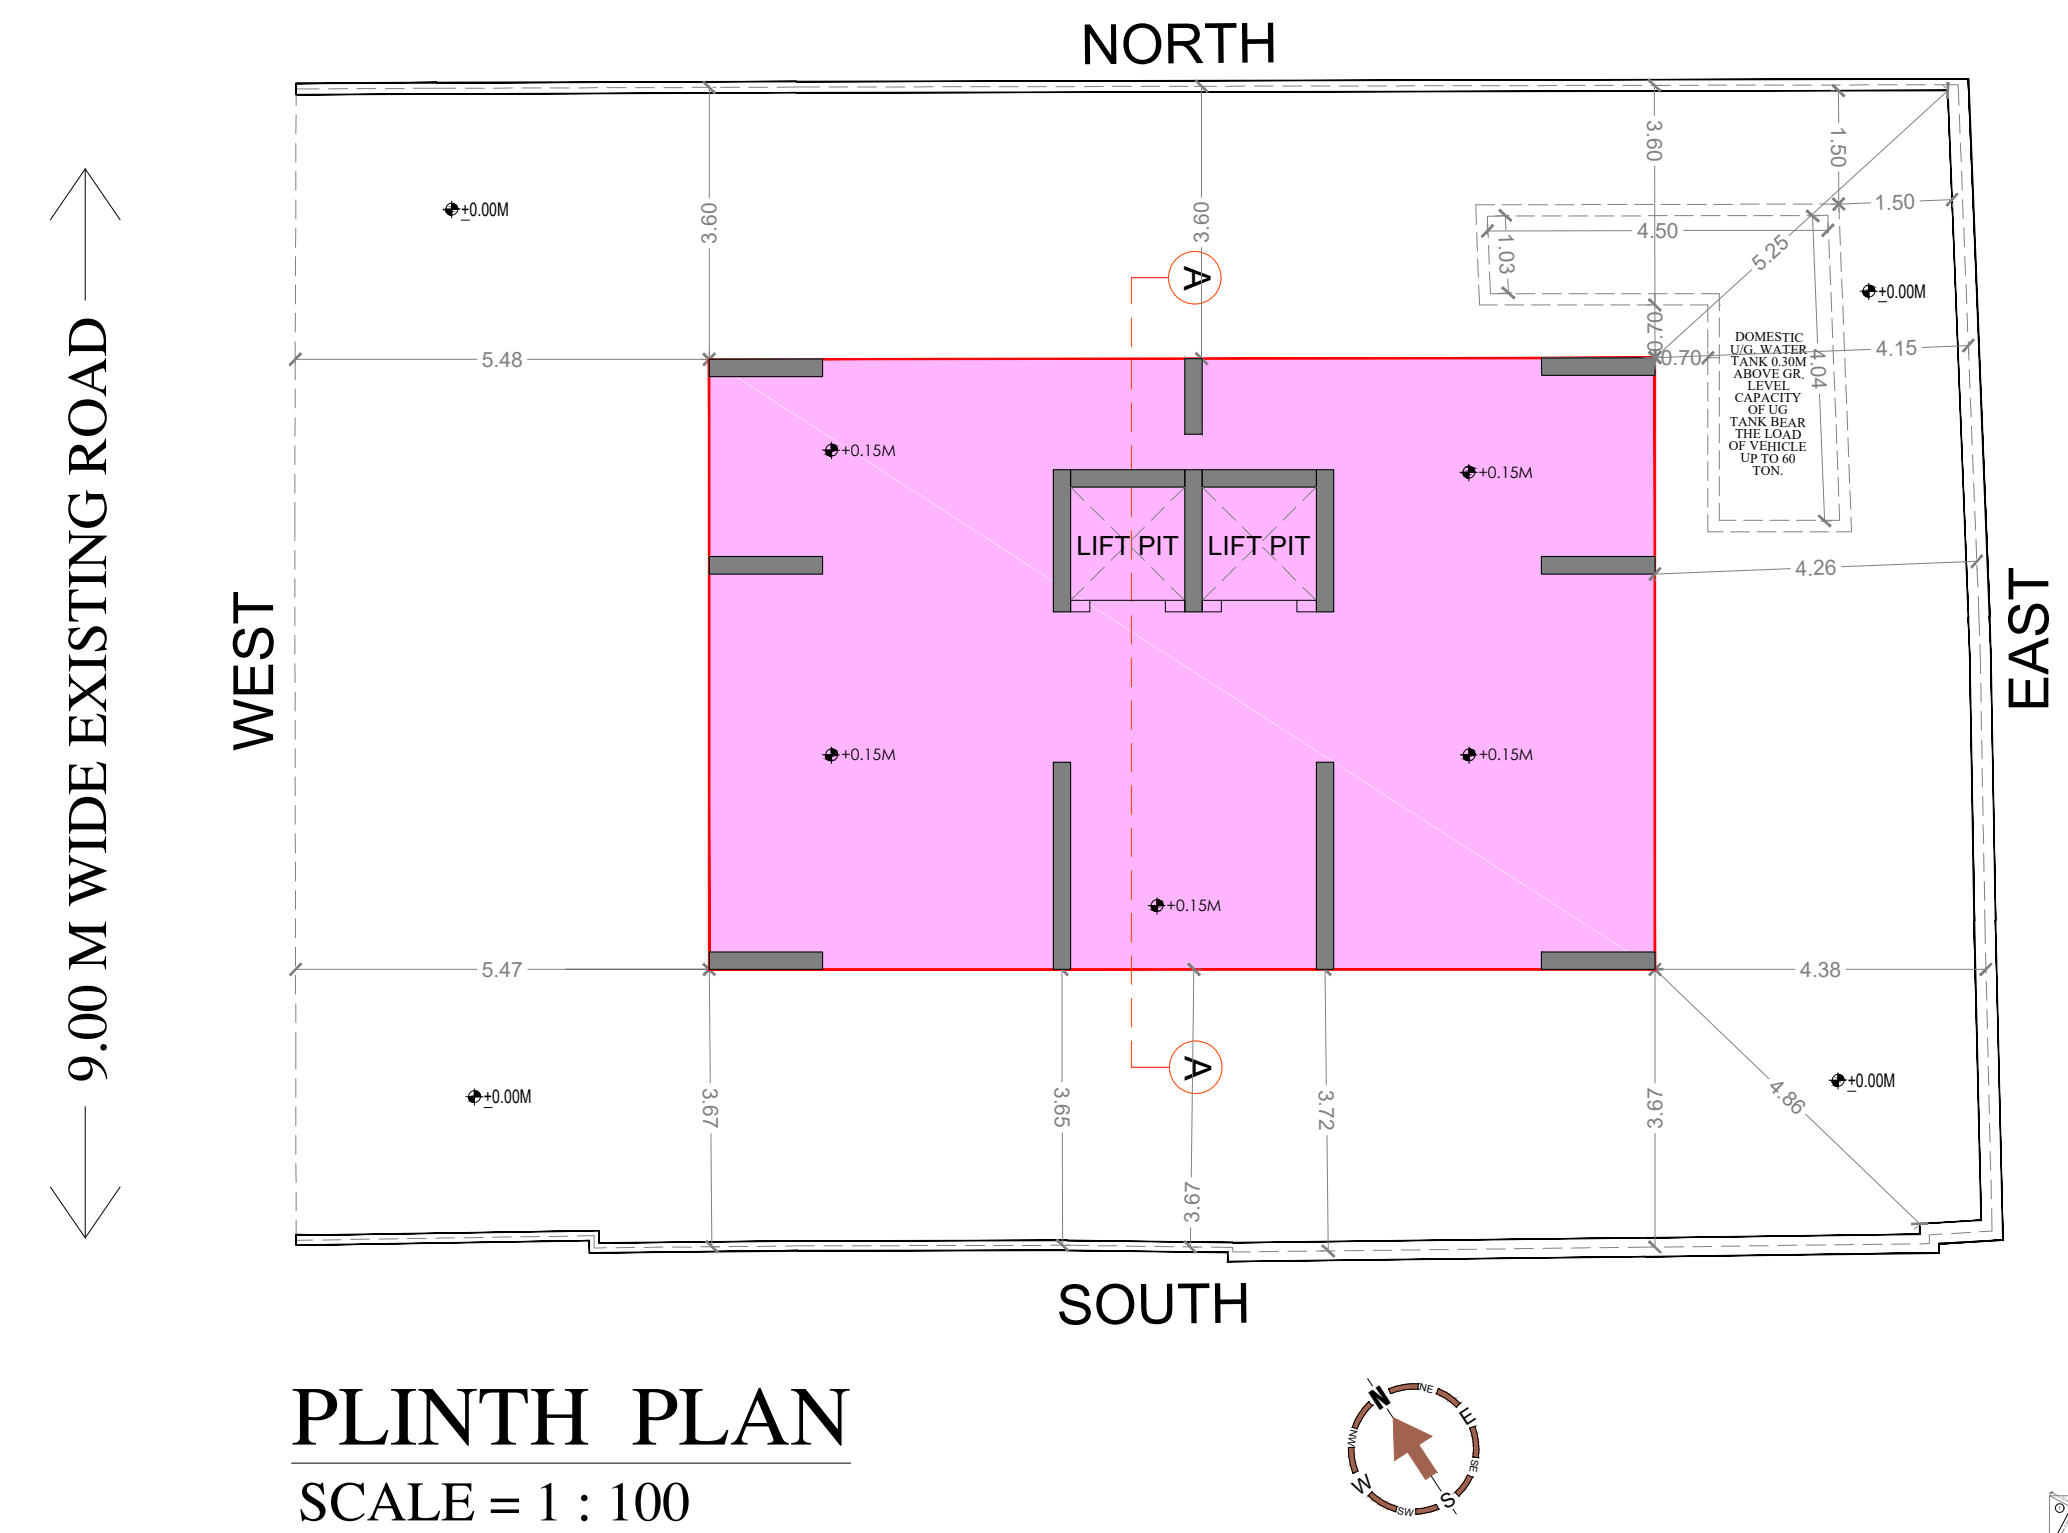 NORTH
3.60
1.50
3.60
3.60
1.50
±0.00M
4.50
1.03
5.25
A
±0.00M
0.70
DOMESTIC
U/G. WATER
TANK 0.30M
ABOVE GR.
LEVEL
CAPACITY
OF UG
TANK BEAR
THE LOAD
OF VEHICLE
UP TO 60
TON.
5.48
0.70
4.15
4.04
+0.15M
+0.15M
LIFT PIT
LIFT PIT
4.26
9.00 M WIDE EXISTING ROAD
WEST
EAST
+0.15M
+0.15M
+0.15M
5.47
4.38
A
±0.00M
±0.00M
3.67
3.65
3.72
3.97
4.86
3.67
SOUTH
PLINTH PLAN
SCALE = 1 : 100
N
NE
E
SE
S
SW
W
NW